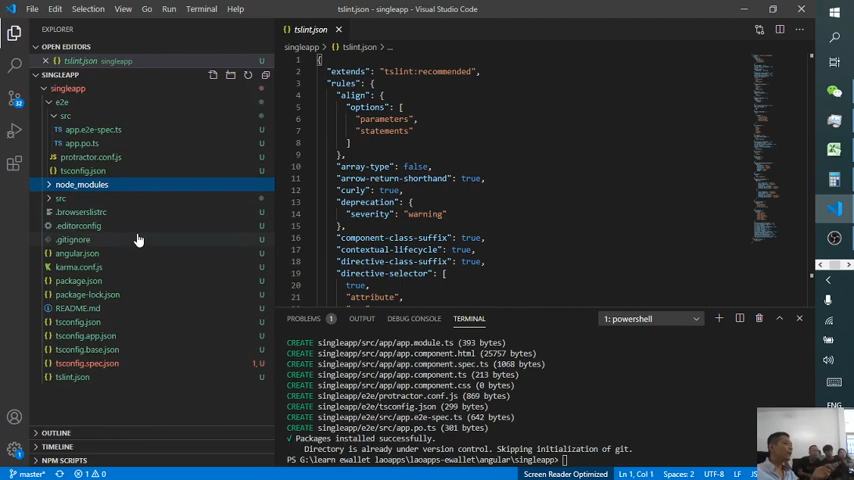 File Edit Selection View Go Run Terminal Help
tslint.json - singleapp - Visual Studio Code
EXPLORER
OPEN EDITORS
tslint.json singleapp
SINGLEAPP
singleapp
e2e
src
app.e2e-spec.ts U
app.po.ts U
protractor.conf.js U
tsconfig.json U
node_modules
src
.browserslistrc U
.editorconfig U
.gitignore U
angular.json U
karma.conf.js U
package.json U
package-lock.json U
README.md U
tsconfig.json U
tsconfig.app.json U
tsconfig.base.json U
tsconfig.spec.json 1, U
tslint.json U
OUTLINE
TIMELINE
NPM SCRIPTS
32
1
tslint.json
singleapp > tslint.json > ...
1 {
2 "extends": "tslint:recommended",
3 "rules": {
4 "align": {
5 "options": [
6 "parameters",
7 "statements"
8 ]
9 },
10 "array-type": false,
11 "arrow-return-shorthand": true,
12 "curly": true,
13 "deprecation": {
14 "severity": "warning"
15 },
16 "component-class-suffix": true,
17 "contextual-lifecycle": true,
18 "directive-class-suffix": true,
19 "directive-selector": [
20 true,
21 "attribute",
PROBLEMS 1 OUTPUT DEBUG CONSOLE TERMINAL 1: powershell
CREATE singleapp/src/app/app.module.ts (393 bytes)
CREATE singleapp/src/app/app.component.html (25757 bytes)
CREATE singleapp/src/app/app.component.spec.ts (1068 bytes)
CREATE singleapp/src/app/app.component.ts (213 bytes)
CREATE singleapp/src/app/app.component.css (0 bytes)
CREATE singleapp/e2e/protractor.conf.js (869 bytes)
CREATE singleapp/e2e/tsconfig.json (299 bytes)
CREATE singleapp/e2e/src/app.e2e-spec.ts (642 bytes)
CREATE singleapp/e2e/src/app.po.ts (301 bytes)
√ Packages installed successfully.
Directory is already under version control. Skipping initialization of git.
PS G:\learn ewallet laoapps\laoapps-ewallet\angular\singleapp>
master* 1 0
Screen Reader Optimized Ln 1, Col 1 Spaces: 2 UTF-8 LF
ENG